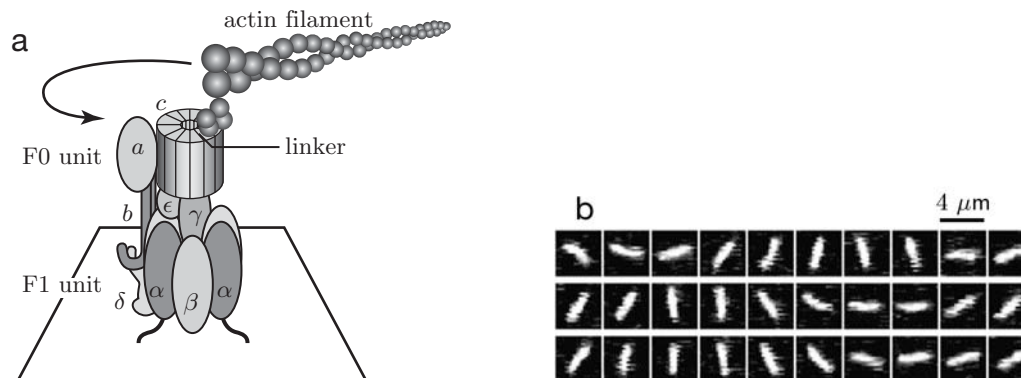 a
actin filament
c
F0 unit
a
linker
b
ϵ
γ
F1 unit
δ
α
β
α
b
4 μm